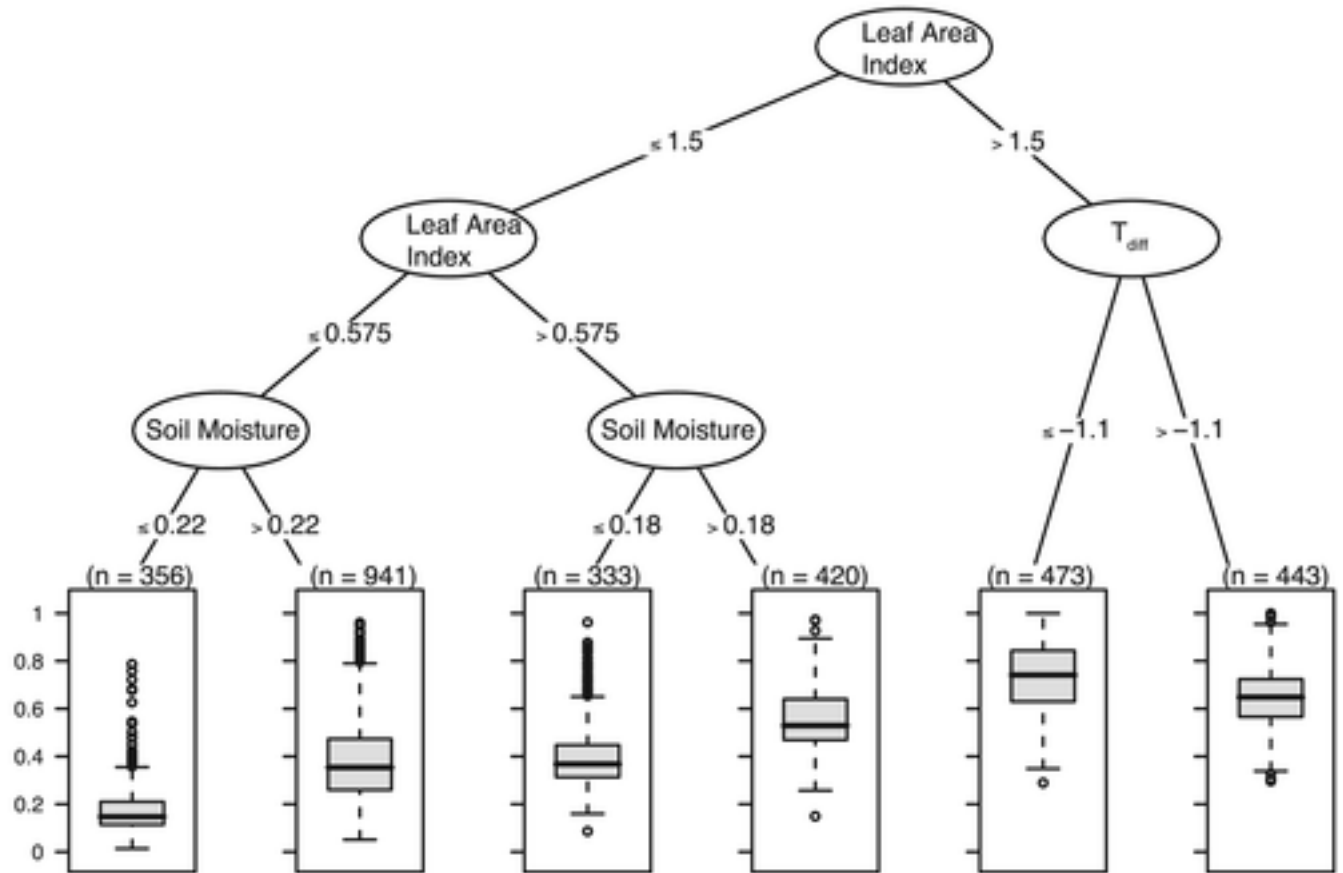 Leaf Area
Index
≤ 1.5
> 1.5
Leaf Area
Index
T diff
≤ 0.575
> 0.575
Soil Moisture
Soil Moisture
≤ −1.1
> −1.1
≤ 0.22
> 0.22
≤ 0.18
> 0.18
(n = 356)
(n = 941)
(n = 333)
(n = 420)
(n = 473)
(n = 443)
1
0.8
0.6
0.4
0.2
0